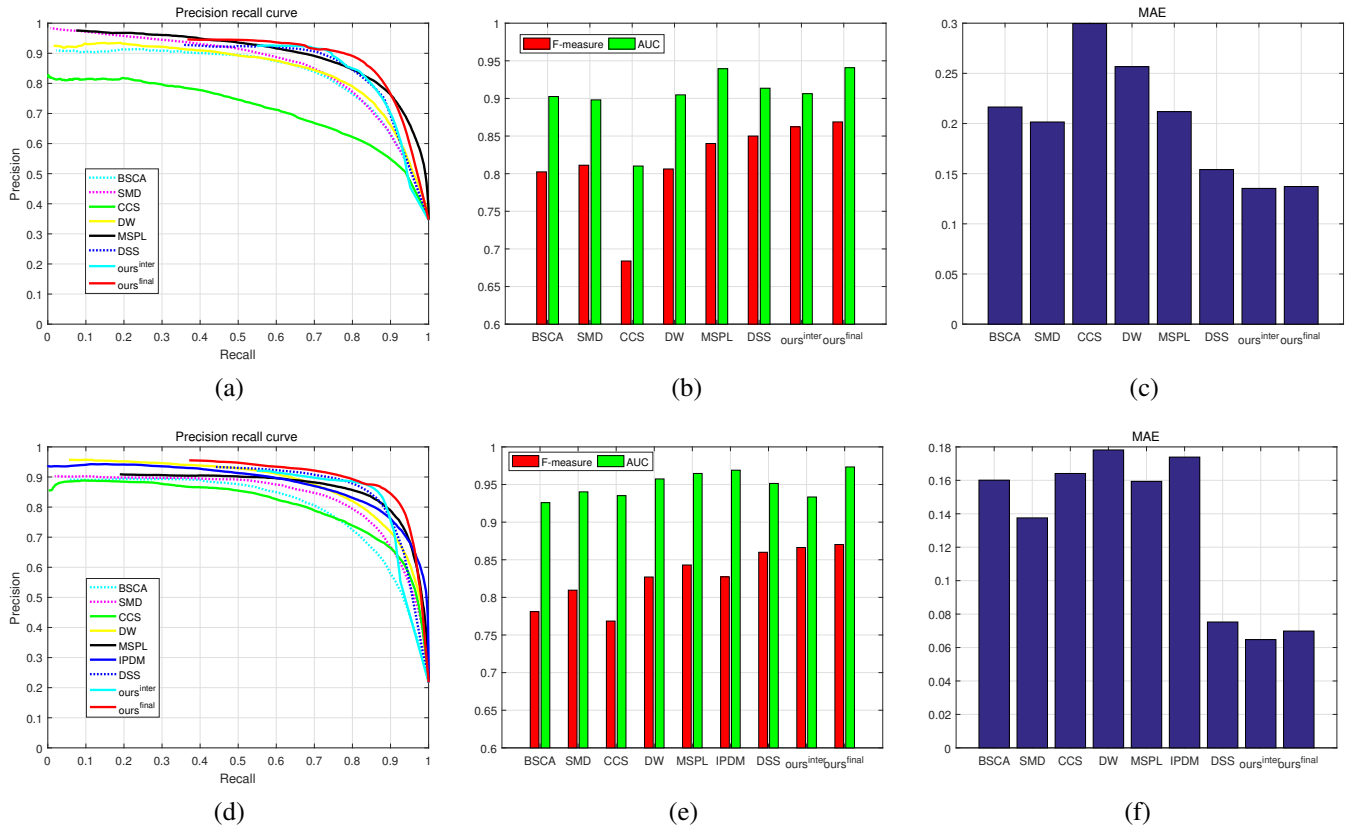 Precision recall curve
1
0.9
0.8
0.7
0.6
0.5
0.4
0.3
0.2
0.1
0
Precision
BSCA
SMD
CCS
DW
MSPL
DSS
ours^inter
ours^final
0 0.1 0.2 0.3 0.4 0.5 0.6 0.7 0.8 0.9 1
Recall
(a)
F-measure AUC
1
0.95
0.9
0.85
0.8
0.75
0.7
0.65
0.6
BSCA SMD CCS DW MSPL DSS ours^inter ours^final
(b)
MAE
0.3
0.25
0.2
0.15
0.1
0.05
0
BSCA SMD CCS DW MSPL DSS ours^inter ours^final
(c)
Precision recall curve
1
0.9
0.8
0.7
0.6
0.5
0.4
0.3
0.2
0.1
0
Precision
BSCA
SMD
CCS
DW
MSPL
IPDM
DSS
ours^inter
ours^final
0 0.1 0.2 0.3 0.4 0.5 0.6 0.7 0.8 0.9 1
Recall
(d)
F-measure AUC
1
0.95
0.9
0.85
0.8
0.75
0.7
0.65
0.6
BSCA SMD CCS DW MSPL IPDM DSS ours^inter ours^final
(e)
MAE
0.18
0.16
0.14
0.12
0.1
0.08
0.06
0.04
0.02
0
BSCA SMD CCS DW MSPL IPDM DSS ours^inter ours^final
(f)